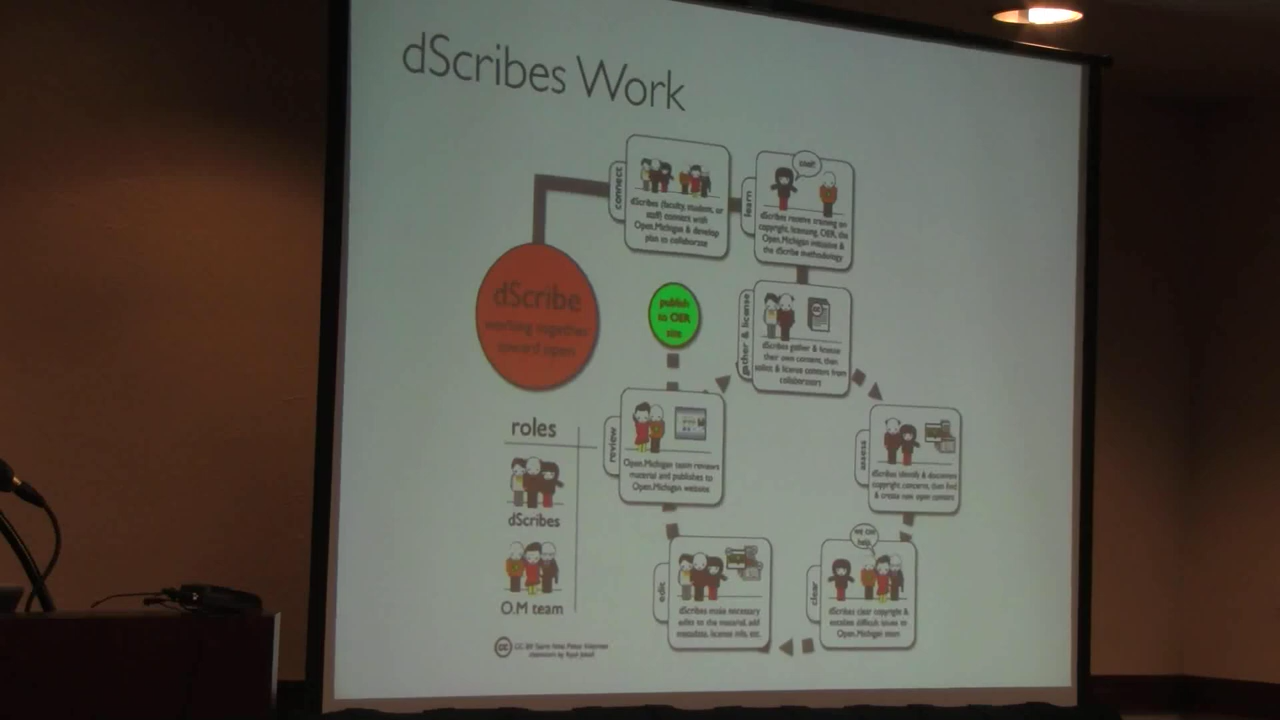 dScribes Work
connect
dScribes (faculty, student, or
staff) connect with
Open.Michigan & develop
plan to collaborate
learn
cool!
dScribes receive training on
copyright, licensing, OER, the
Open.Michigan initiative &
the dScribe methodology
dScribe
working together
toward open
publish
to OER
site
gather & license
dScribes gather & license
their own content, then
solicit & license content from
collaborators
assess
dScribes identify & document
copyright concerns, then find
& create new open content
clear
we can
help.
dScribes clear copyright &
escalate difficult issues to
Open.Michigan team
edit
dScribes make necessary
edits to the material, add
metadata, license info, etc.
review
Open.Michigan team reviews
material and publishes to
Open.Michigan website
roles
dScribes
O.M team
cc
CC BY